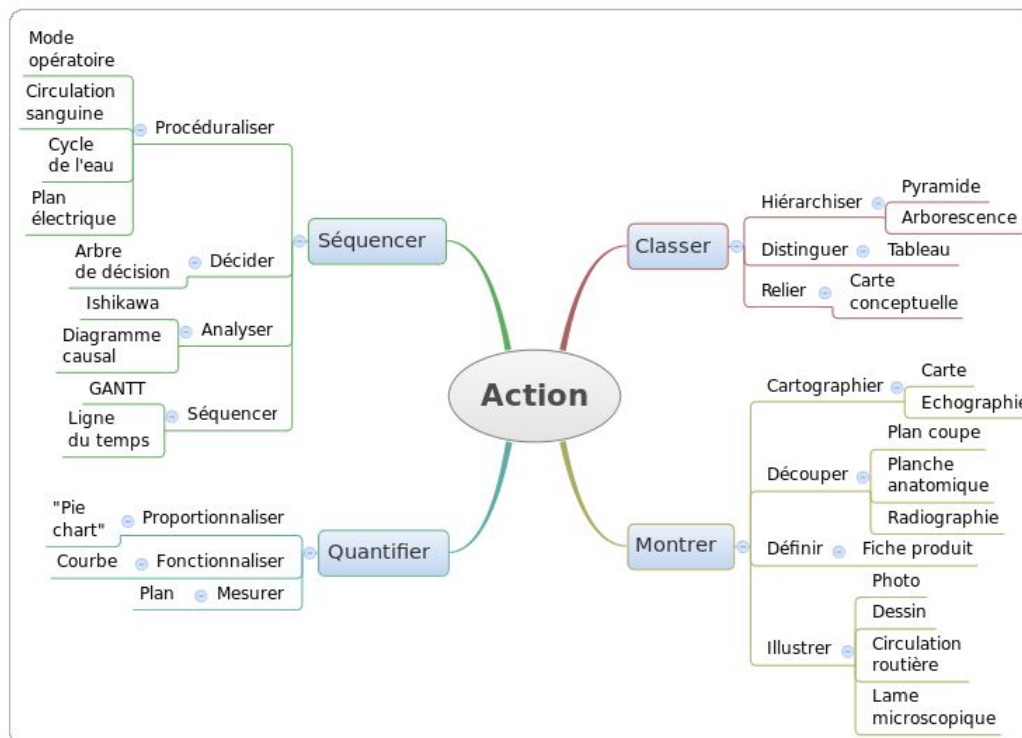 Mode
opératoire
Circulation
sanguine
Cycle
de l'eau
Plan
électrique
Procéduraliser
Arbre
de décision
Décider
Ishikawa
Diagramme
causal
Analyser
GANTT
Ligne
du temps
Séquencer
Séquencer
"Pie
chart"
Proportionnaliser
Courbe
Fonctionnaliser
Plan
Mesurer
Quantifier
Action
Classer
Hiérarchiser
Pyramide
Arborescence
Distinguer
Tableau
Relier
Carte
conceptuelle
Montrer
Cartographier
Carte
Echographie
Découper
Plan coupe
Planche
anatomique
Radiographie
Définir
Fiche produit
Illustrer
Photo
Dessin
Circulation
routière
Lame
microscopique